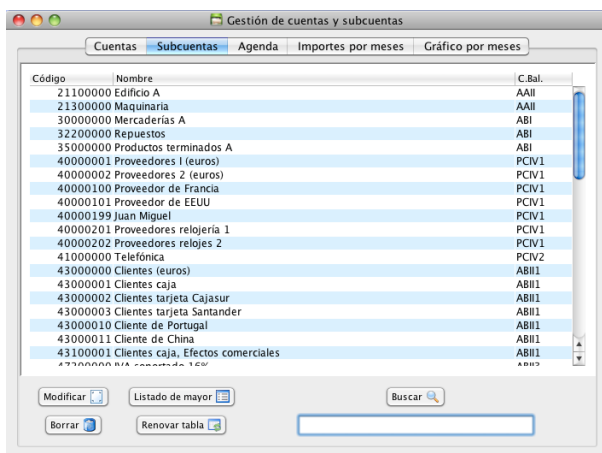 Gestión de cuentas y subcuentas
Cuentas Subcuentas Agenda Importes por meses Gráfico por meses
Código Nombre C.Bal.
21100000 Edificio A AAII
21300000 Maquinaria AAII
30000000 Mercaderías A ABI
32200000 Repuestos ABI
35000000 Productos terminados A ABI
40000001 Proveedores I (euros) PCIV1
40000002 Proveedores 2 (euros) PCIV1
40000100 Proveedor de Francia PCIV1
40000101 Proveedor de EEUU PCIV1
40000199 Juan Miguel PCIV1
40000201 Proveedores relojería 1 PCIV1
40000202 Proveedores relojes 2 PCIV1
41000000 Telefónica PCIV2
43000000 Clientes (euros) ABII1
43000001 Clientes caja ABII1
43000002 Clientes tarjeta Cajasur ABII1
43000003 Clientes tarjeta Santander ABII1
43000010 Cliente de Portugal ABII1
43000011 Cliente de China ABII1
43100001 Clientes caja, Efectos comerciales ABII1
47200000 IVA soportado 16%
Modificar Listado de mayor Buscar
Borrar Renovar tabla